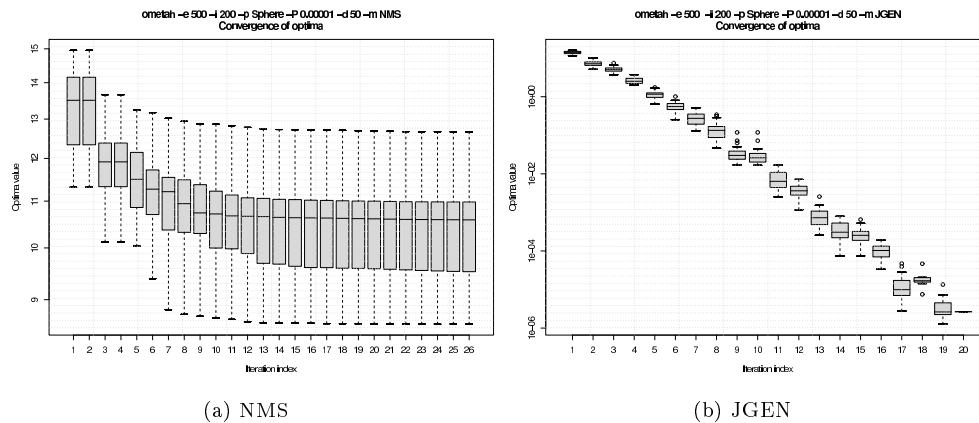 ometah –e 500 –i 200 –p Sphere –P 0.00001 –d 50 –m NMS
Convergence of optima
15
14
13
12
11
10
9
Optima value
1 2 3 4 5 6 7 8 9 10 11 12 13 14 15 16 17 18 19 20 21 22 23 24 25 26
Iteration index
(a) NMS
ometah –e 500 –i 200 –p Sphere –P 0.00001 –d 50 –m JGEN
Convergence of optima
1e+00
1e-02
1e-04
1e-06
Optima value
1 2 3 4 5 6 7 8 9 10 11 12 13 14 15 16 17 18 19 20
Iteration index
(b) JGEN